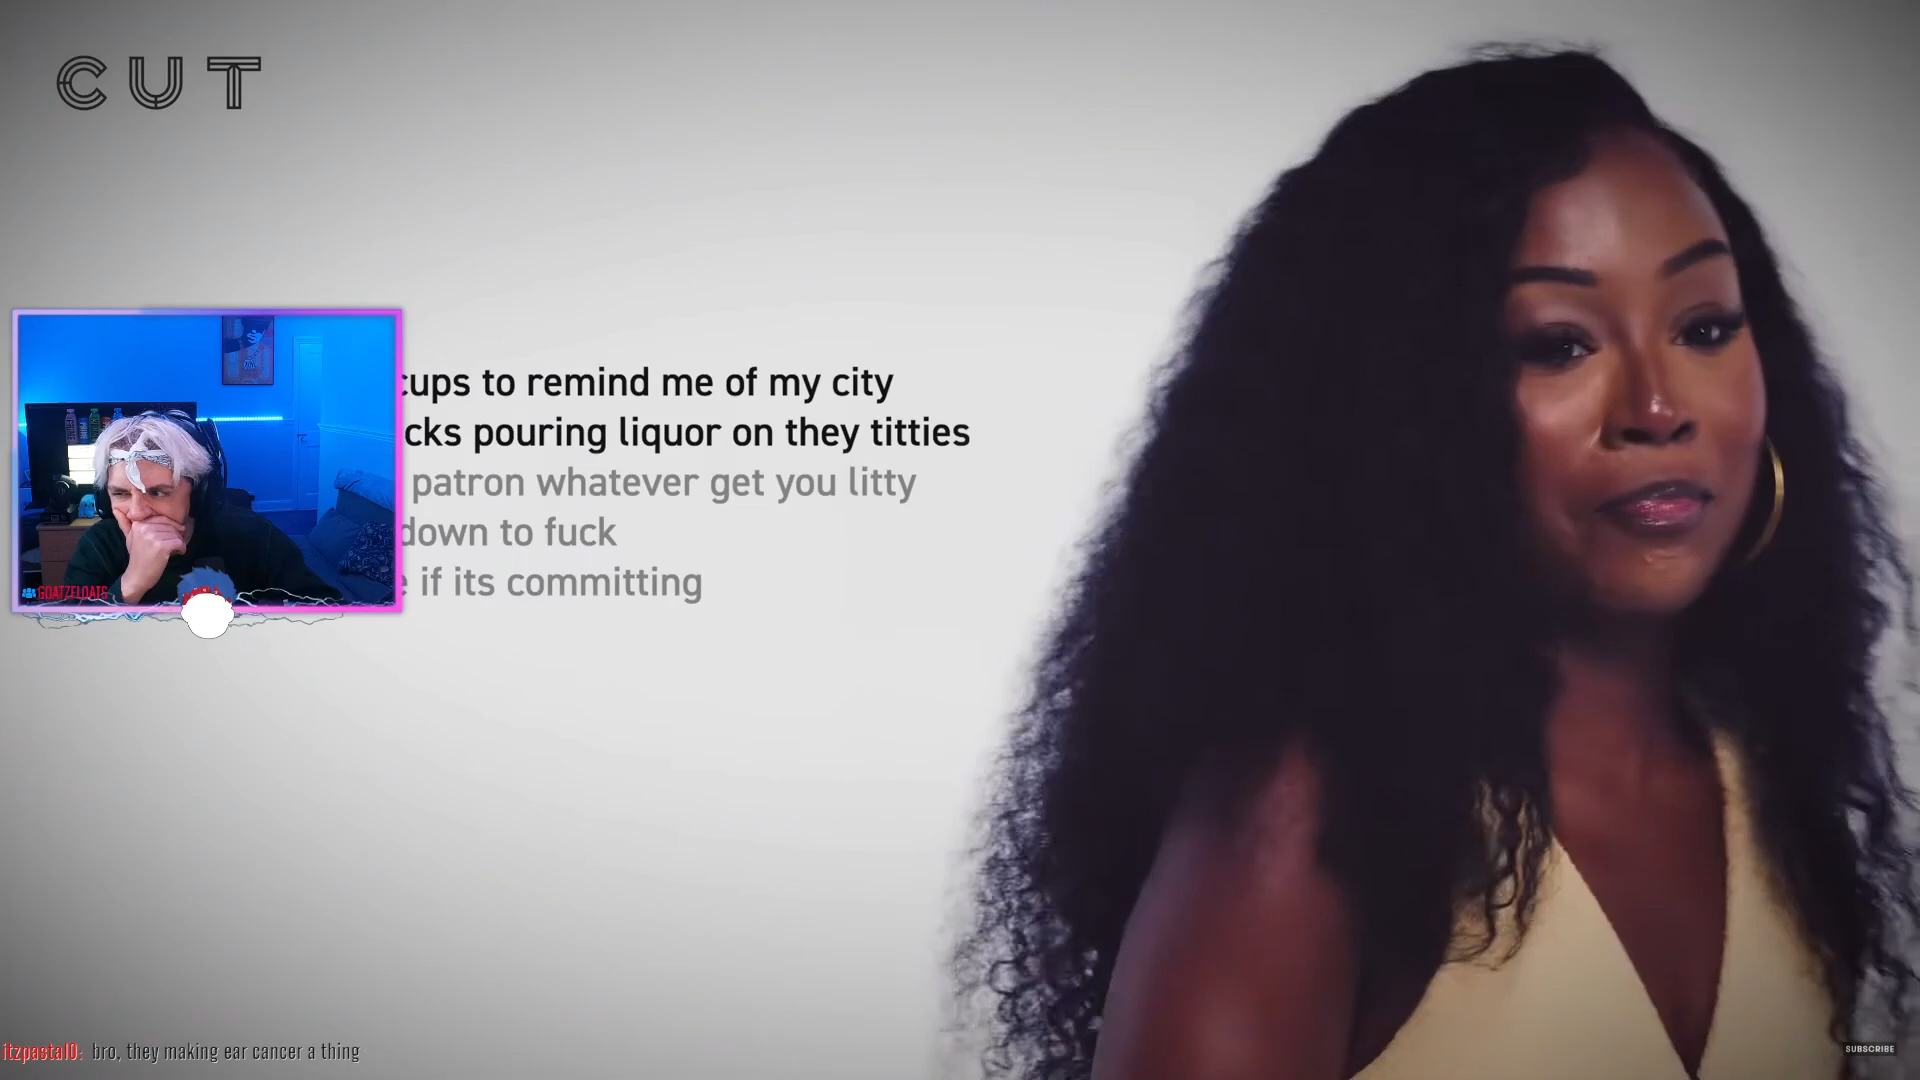 CUT
cups to remind me of my city
cks pouring liquor on they titties
patron whatever get you litty
down to fuck
if its committing
GOATZFLOATS
itzpasta10: bro, they making ear cancer a thing
SUBSCRIBE